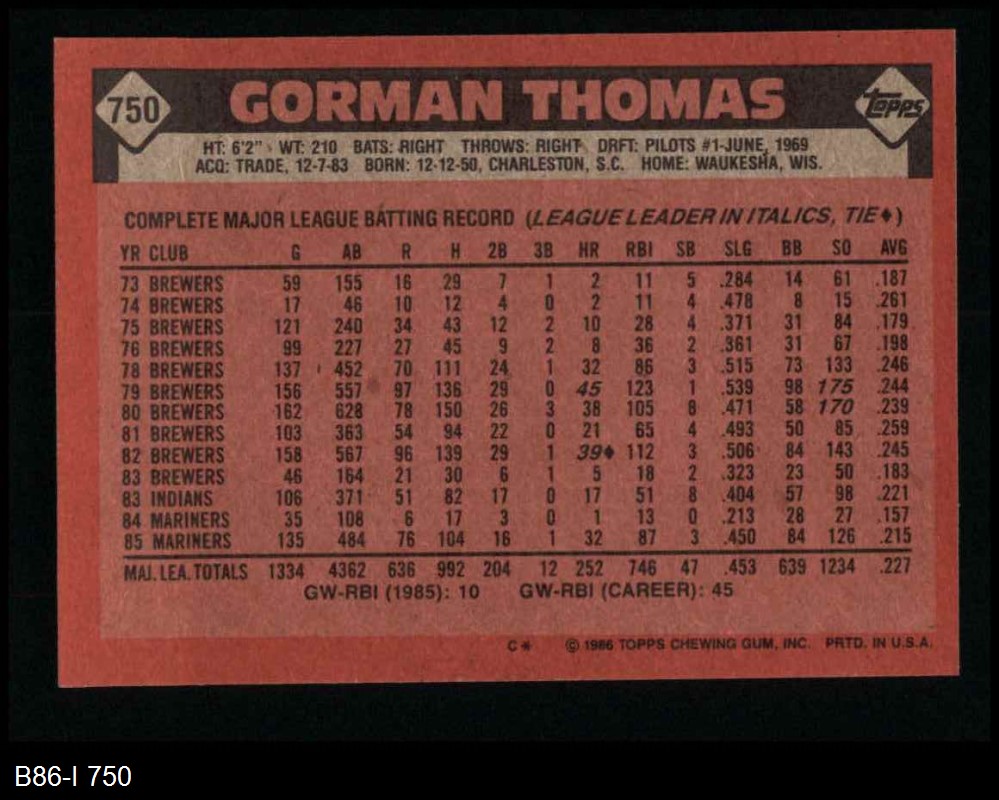 750 GORMAN THOMAS Topps
HT: 6'2" WT: 210 BATS: RIGHT THROWS: RIGHT DRFT: PILOTS #1-JUNE, 1969
ACQ: TRADE, 12-7-83 BORN: 12-12-50, CHARLESTON, S.C. HOME: WAUKESHA, WIS.
COMPLETE MAJOR LEAGUE BATTING RECORD (LEAGUE LEADER IN ITALICS, TIE♦)
YR CLUB G AB R H 2B 3B HR RBI SB SLG BB SO AVG
73 BREWERS 59 155 16 29 7 1 2 11 5 .284 14 61 .187
74 BREWERS 17 46 10 12 4 0 2 11 4 .478 8 15 .261
75 BREWERS 121 240 34 43 12 2 10 28 4 .371 31 84 .179
76 BREWERS 99 227 27 45 9 2 8 36 2 .361 31 67 .198
78 BREWERS 137 452 70 111 24 1 32 86 3 .515 73 133 .246
79 BREWERS 156 557 97 136 29 0 45 123 1 .539 98 175 .244
80 BREWERS 162 628 78 150 26 3 38 105 8 .471 58 170 .239
81 BREWERS 103 363 54 94 22 0 21 65 4 .493 50 85 .259
82 BREWERS 158 567 96 139 29 1 39♦ 112 3 .506 84 143 .245
83 BREWERS 46 164 21 30 6 1 5 18 2 .323 23 50 .183
83 INDIANS 106 371 51 82 17 0 17 51 8 .404 57 98 .221
84 MARINERS 35 108 6 17 3 0 1 13 0 .213 28 27 .157
85 MARINERS 135 484 76 104 16 1 32 87 3 .450 84 126 .215
MAJ. LEA. TOTALS 1334 4362 636 992 204 12 252 746 47 .453 639 1234 .227
GW-RBI (1985): 10 GW-RBI (CAREER): 45
C* © 1986 TOPPS CHEWING GUM, INC. PRTD. IN U.S.A.
B86-I 750